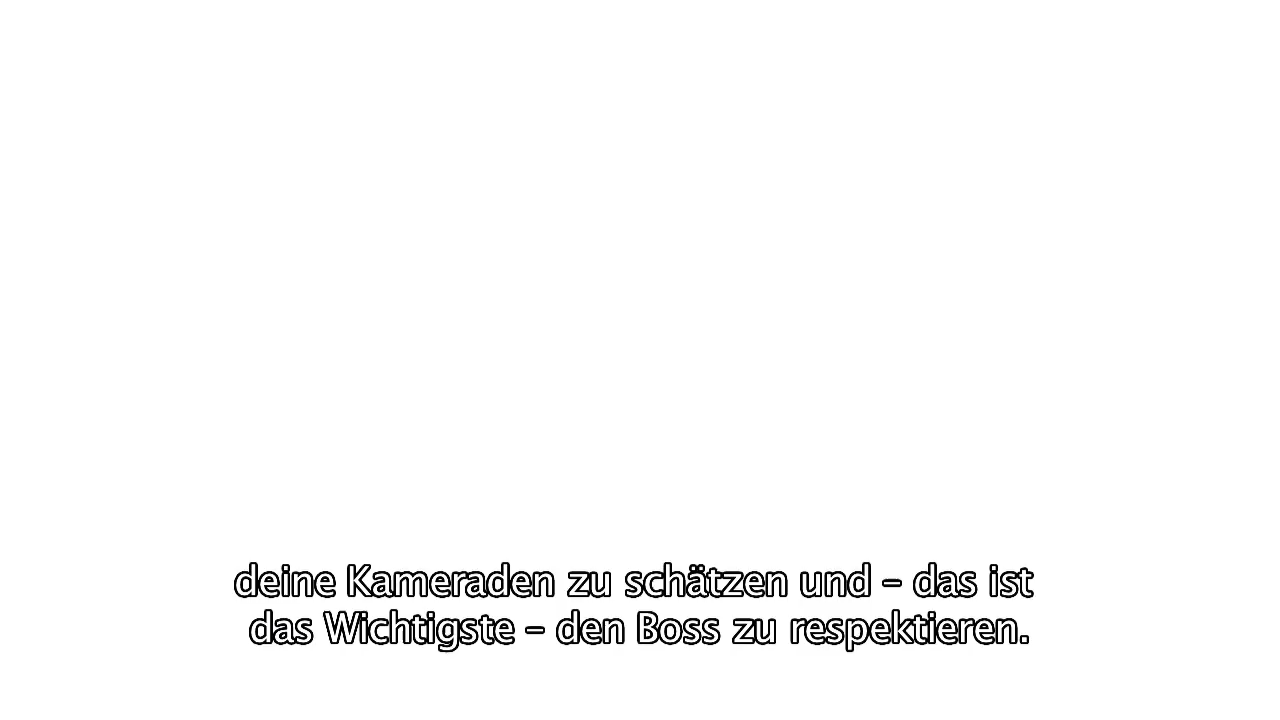 deine Kameraden zu schätzen und – das ist
das Wichtigste – den Boss zu respektieren.